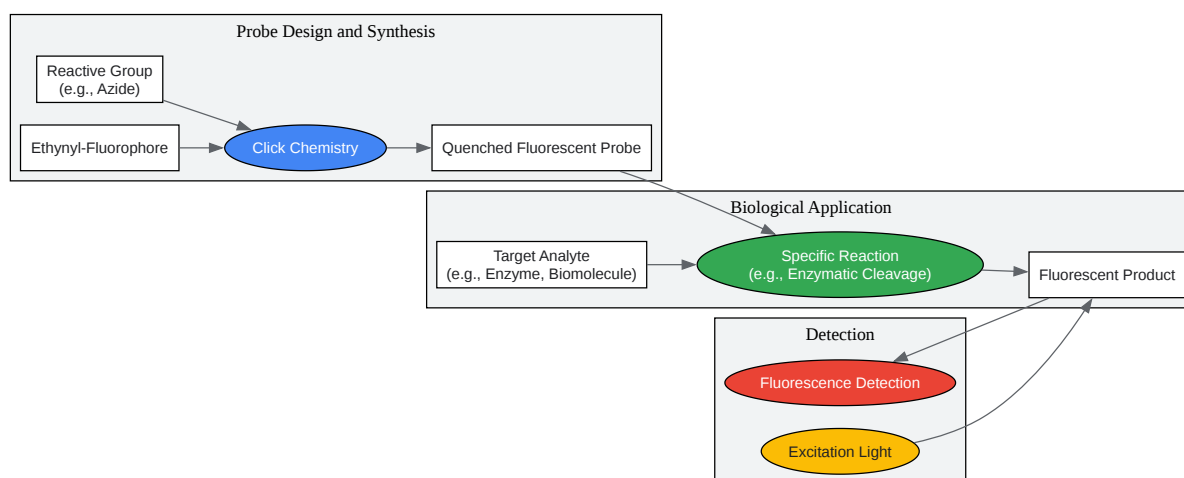 Probe Design and Synthesis
Reactive Group
(e.g., Azide)
Ethynyl-Fluorophore
Click Chemistry
Quenched Fluorescent Probe
Biological Application
Target Analyte
(e.g., Enzyme, Biomolecule)
Specific Reaction
(e.g., Enzymatic Cleavage)
Fluorescent Product
Detection
Fluorescence Detection
Excitation Light